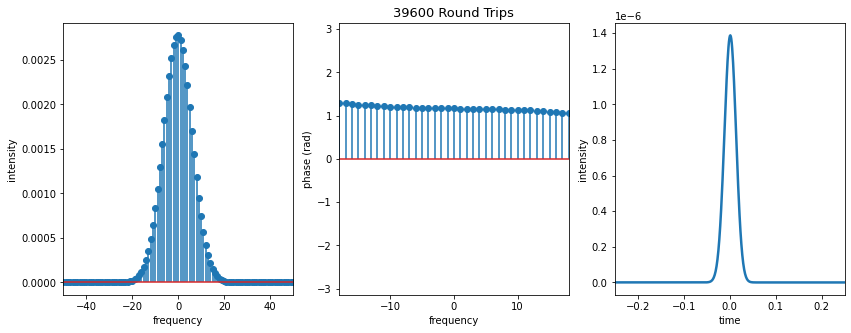 39600 Round Trips
1e−6
0.0025
0.0020
0.0015
0.0010
0.0005
0.0000
intensity
−40 −20 0 20 40
frequency
3
2
1
0
−1
−2
−3
phase (rad)
−10 0 10
frequency
1.4
1.2
1.0
0.8
0.6
0.4
0.2
0.0
intensity
−0.2 −0.1 0.0 0.1 0.2
time